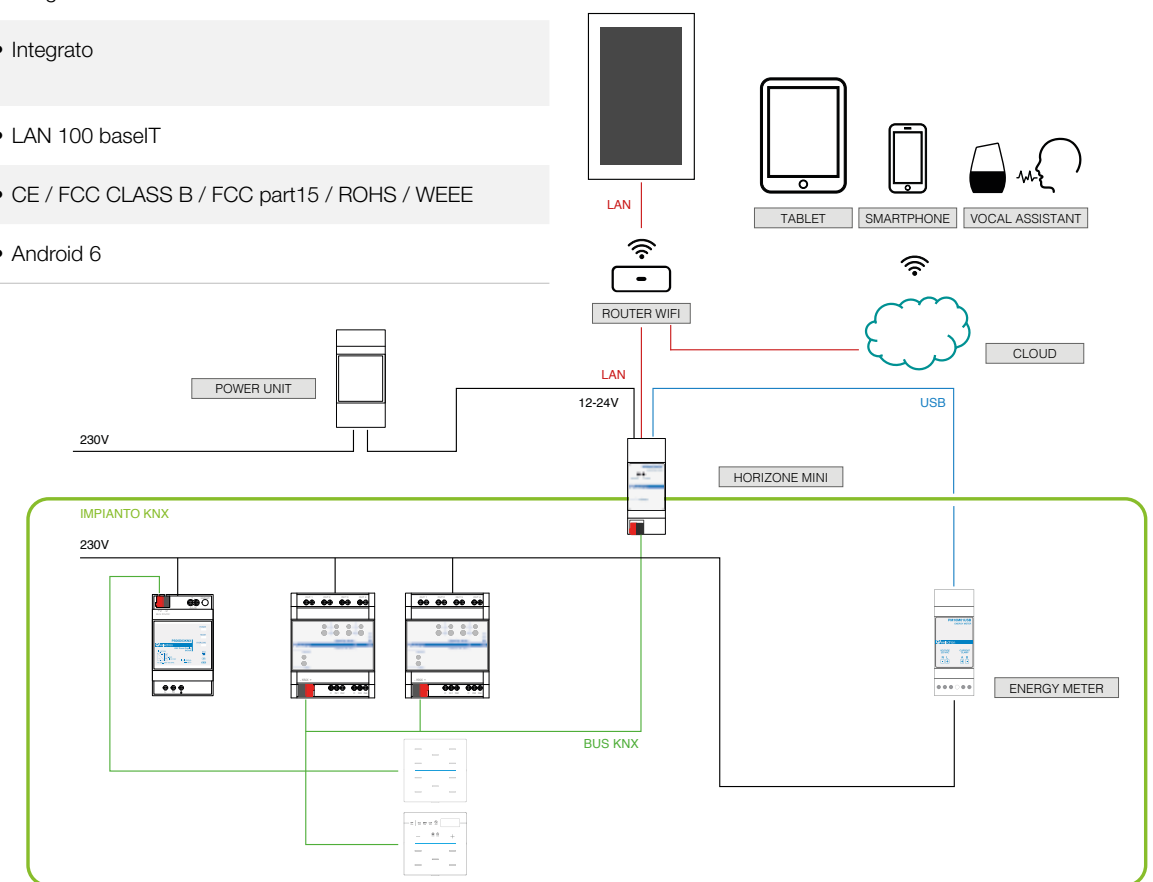 • Integrato
• LAN 100 baseIT
• CE / FCC CLASS B / FCC part15 / ROHS / WEEE
• Android 6
LAN
TABLET
SMARTPHONE
VOCAL ASSISTANT
ROUTER WIFI
CLOUD
LAN
POWER UNIT
12-24V
USB
230V
HORIZONE MINI
IMPIANTO KNX
230V
ENERGY METER
BUS KNX